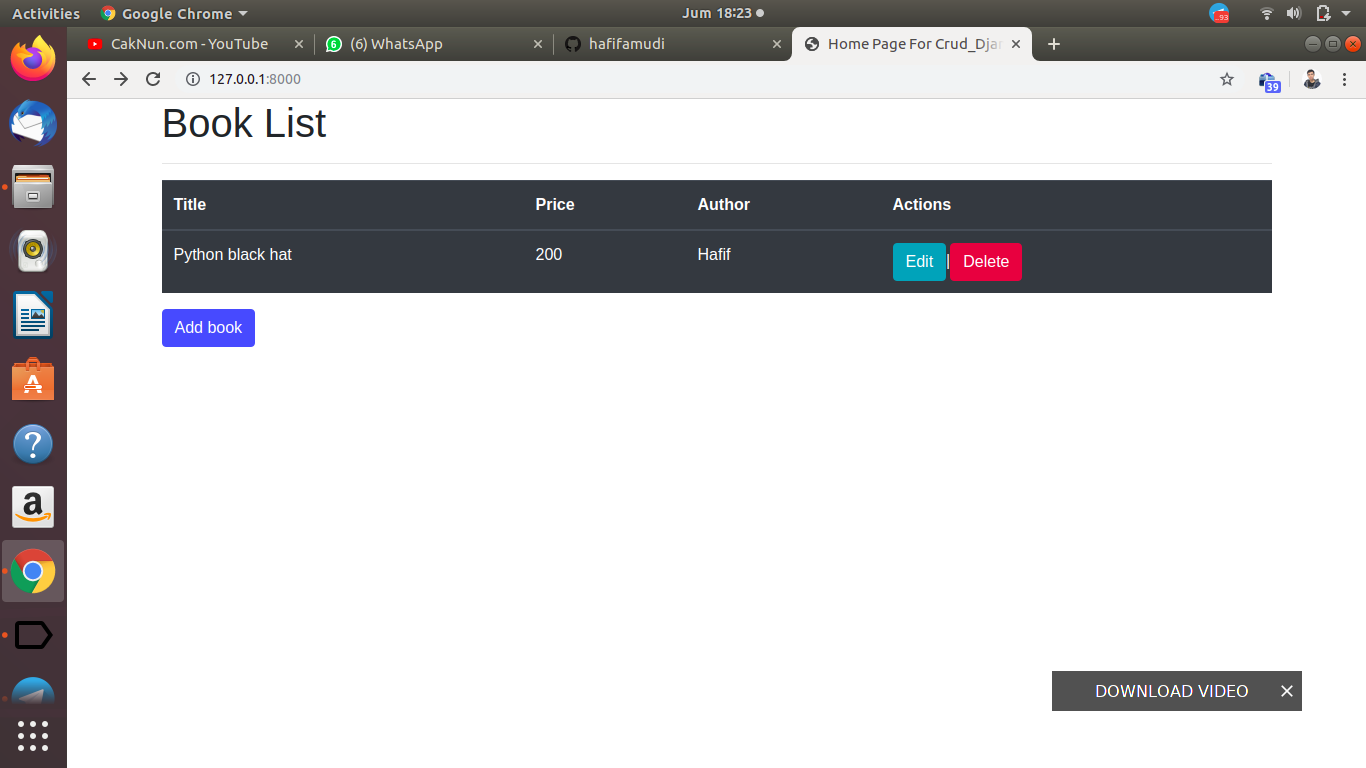 Activities Google Chrome Jum 18:23 93
CakNun.com - YouTube (6) WhatsApp hafifamudi Home Page For Crud_Djan
127.0.0.1:8000 39
Book List
Title Price Author Actions
Python black hat 200 Hafif Edit | Delete
Add book
DOWNLOAD VIDEO